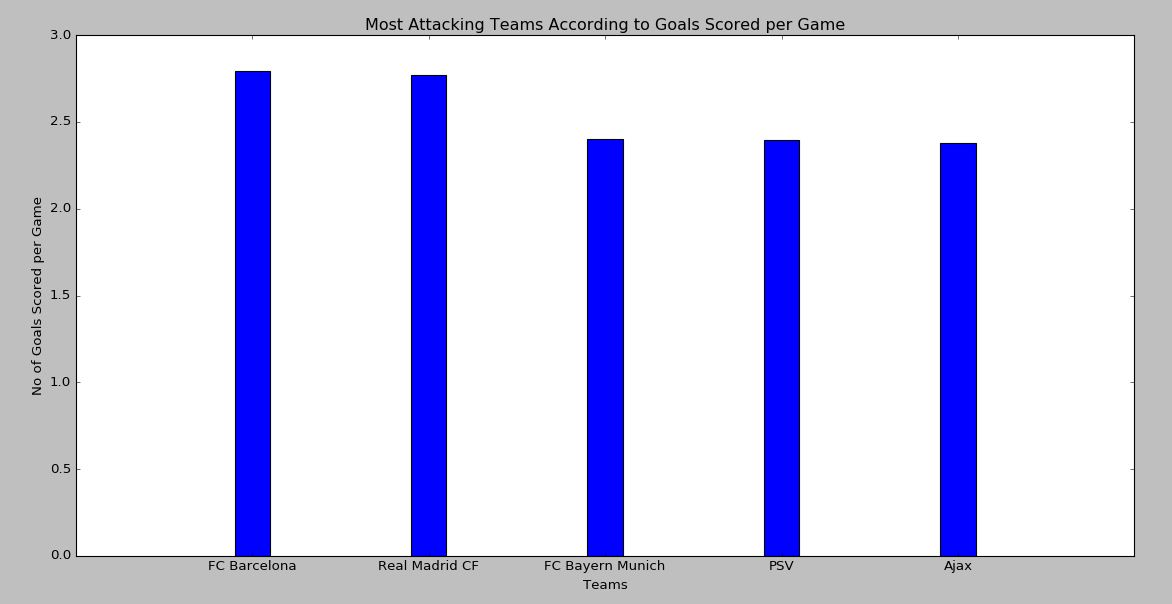 Most Attacking Teams According to Goals Scored per Game
No of Goals Scored per Game
3.0
2.5
2.0
1.5
1.0
0.5
0.0
FC Barcelona
Real Madrid CF
FC Bayern Munich
PSV
Ajax
Teams